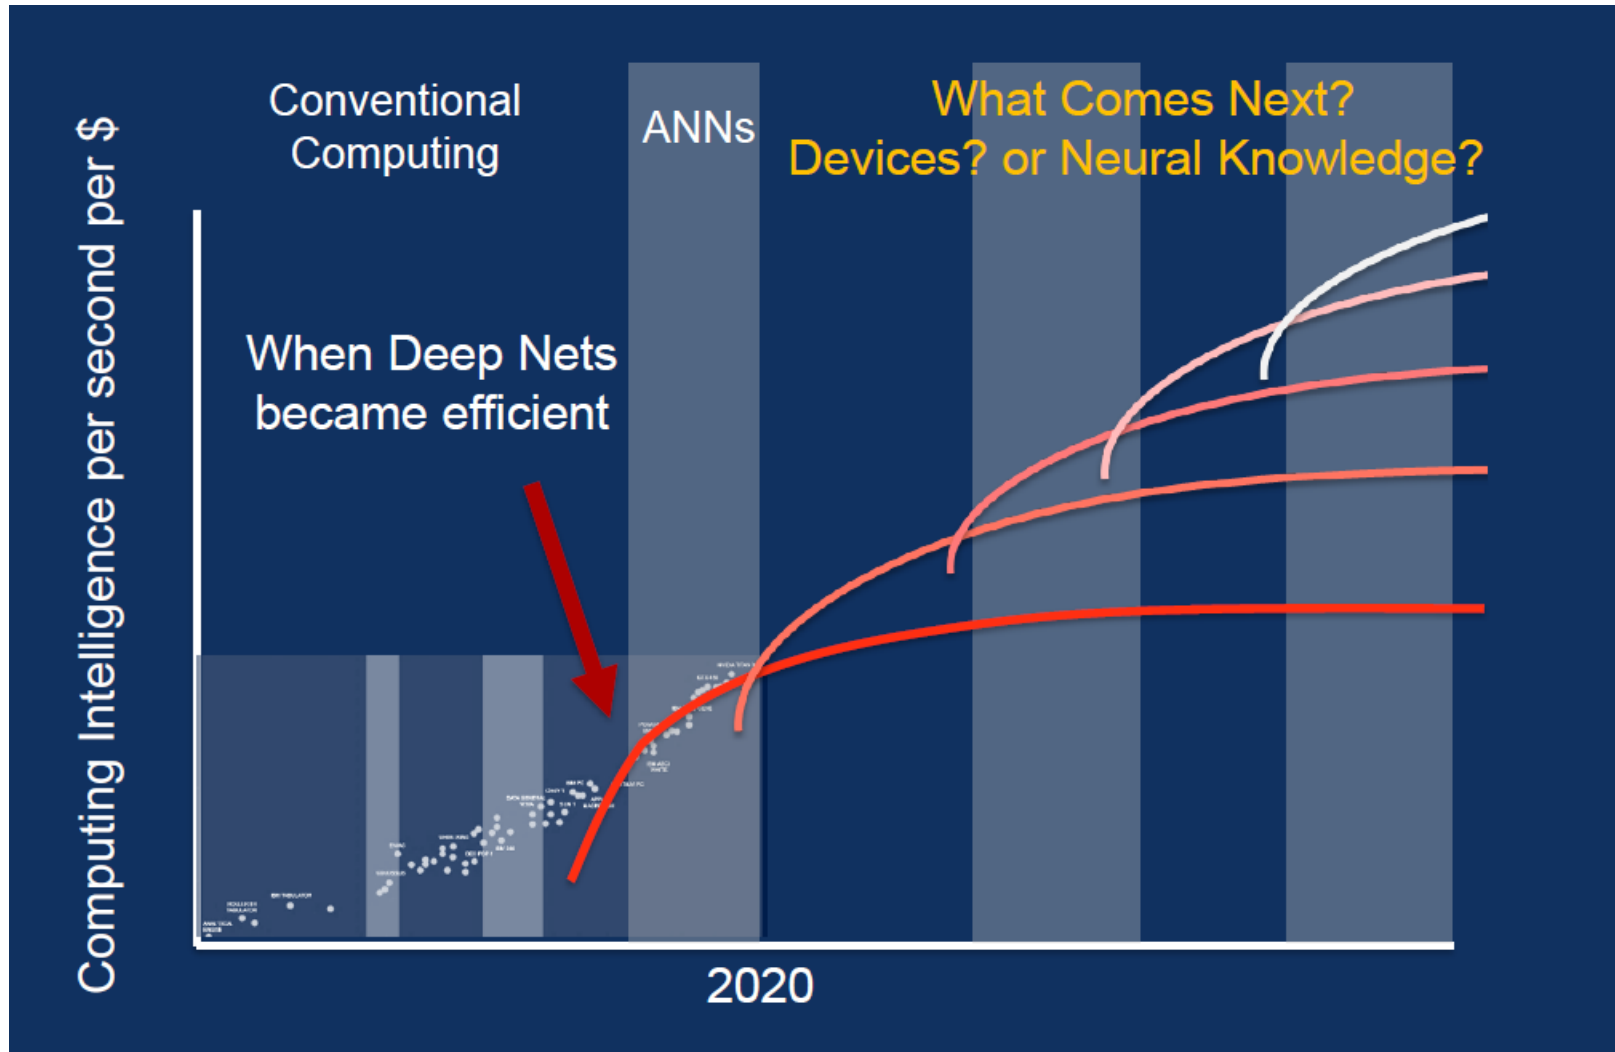 Conventional
Computing
ANNs
What Comes Next?
Devices? or Neural Knowledge?
Computing Intelligence per second per $
When Deep Nets
became efficient
2020